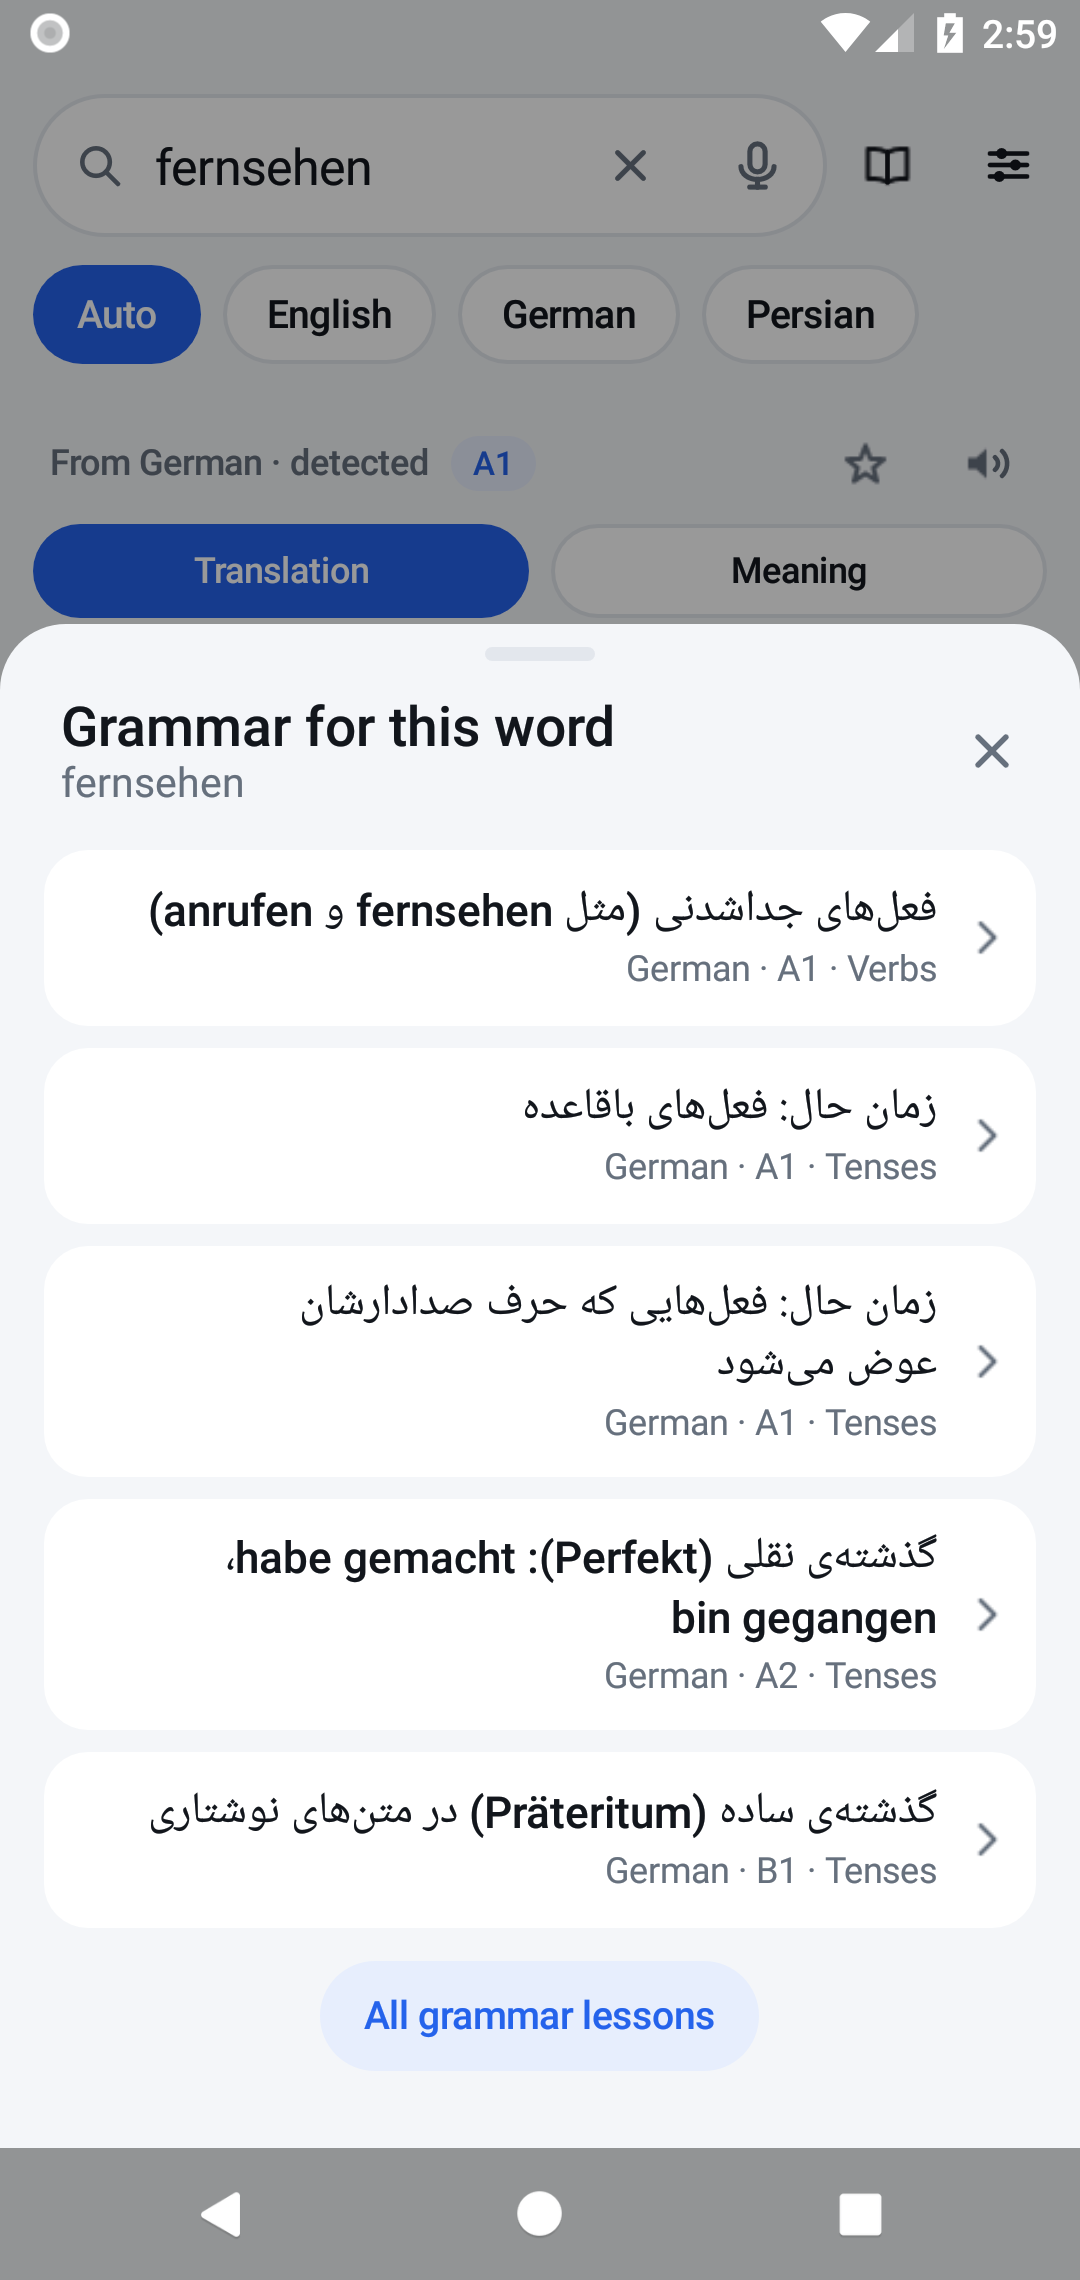 2:59
fernsehen
Auto
English
German
Persian
From German · detected
A1
Translation
Meaning
Grammar for this word
fernsehen
فعل‌های جداشدنی (مثل fernsehen و anrufen)
German · A1 · Verbs
زمان حال: فعل‌های باقاعده
German · A1 · Tenses
زمان حال: فعل‌هایی که حرف صدادارشان
عوض می‌شود
German · A1 · Tenses
گذشته‌ی نقلی (Perfekt): habe gemacht،
bin gegangen
German · A2 · Tenses
گذشته‌ی ساده (Präteritum) در متن‌های نوشتاری
German · B1 · Tenses
All grammar lessons